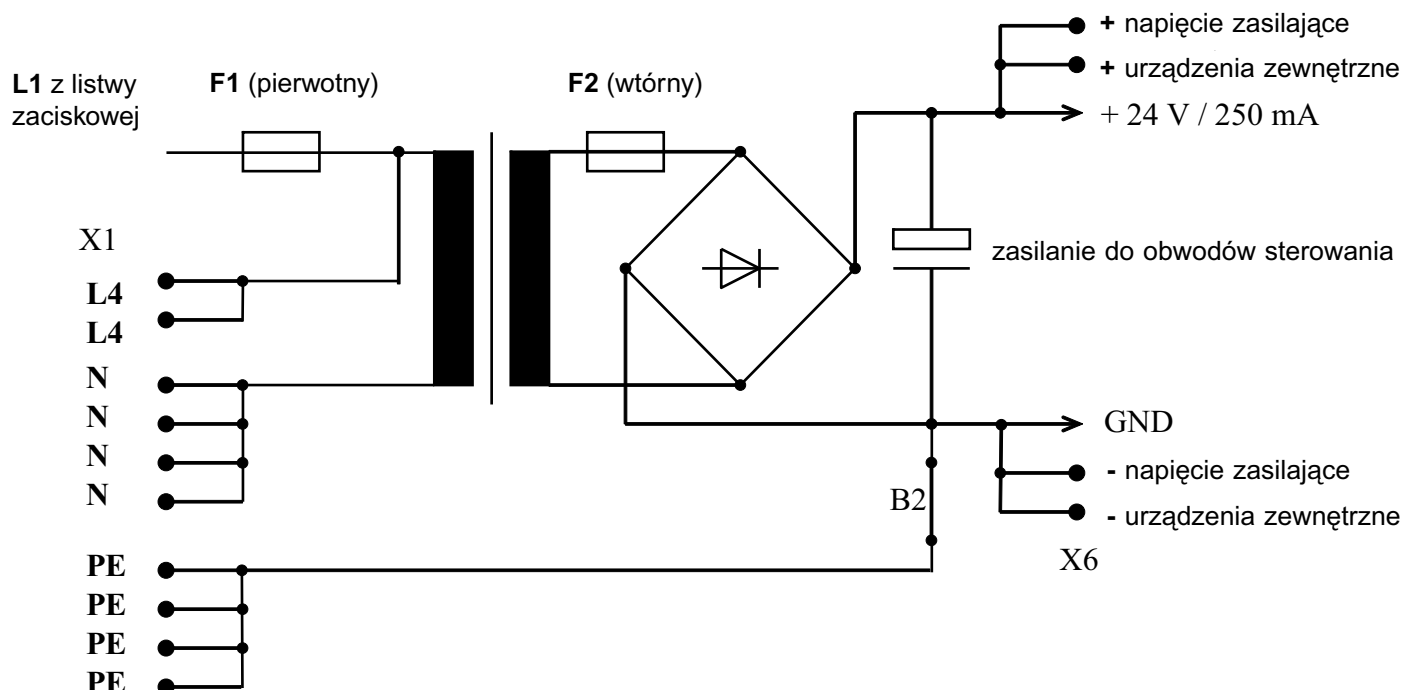 L1 z listwy
zaciskowej
F1 (pierwotny)
F2 (wtórny)
+ napięcie zasilające
+ urządzenia zewnętrzne
+ 24 V / 250 mA
X1
zasilanie do obwodów sterowania
L4
L4
N
N
N
N
GND
- napięcie zasilające
B2
- urządzenia zewnętrzne
X6
PE
PE
PE
PE